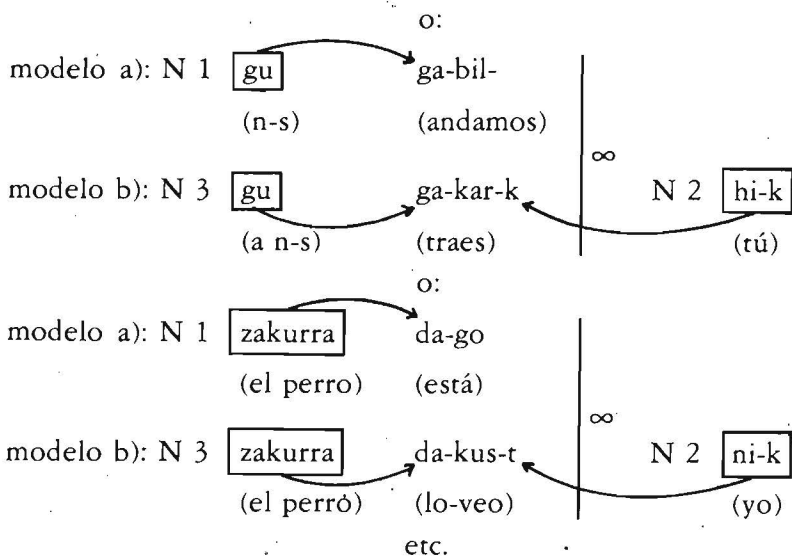 o:
modelo a): N 1 gu ga-bil-
(n-s) (andamos)
∞
modelo b): N 3 gu ga-kar-k N 2 hi-k
(a n-s) (traes) (tú)
o:
modelo a): N 1 zakurra da-go
(el perro) (está)
∞
modelo b): N 3 zakurra da-kus-t N 2 ni-k
(el perro) (lo-veo) (yo)
etc.